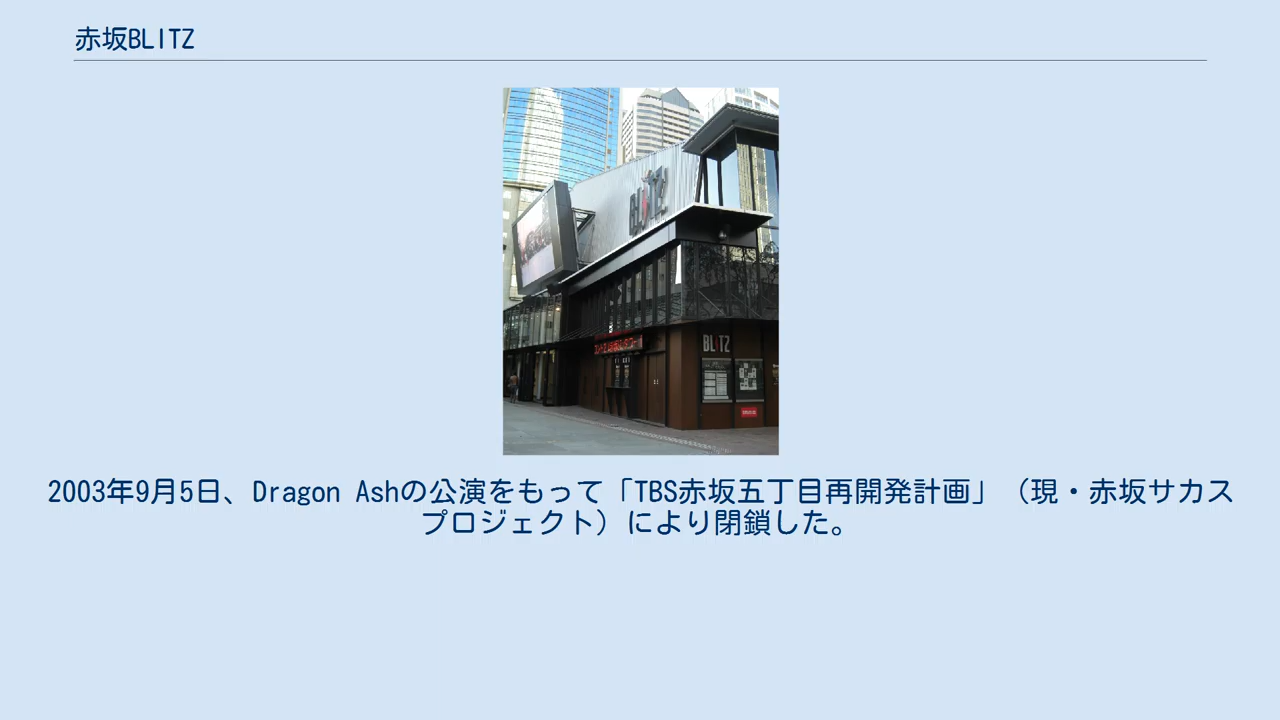 赤坂BLITZ
BLITZ
BLITZ
2003年9月5日、Dragon Ashの公演をもって「TBS赤坂五丁目再開発計画」（現・赤坂サカス
プロジェクト）により閉鎖した。